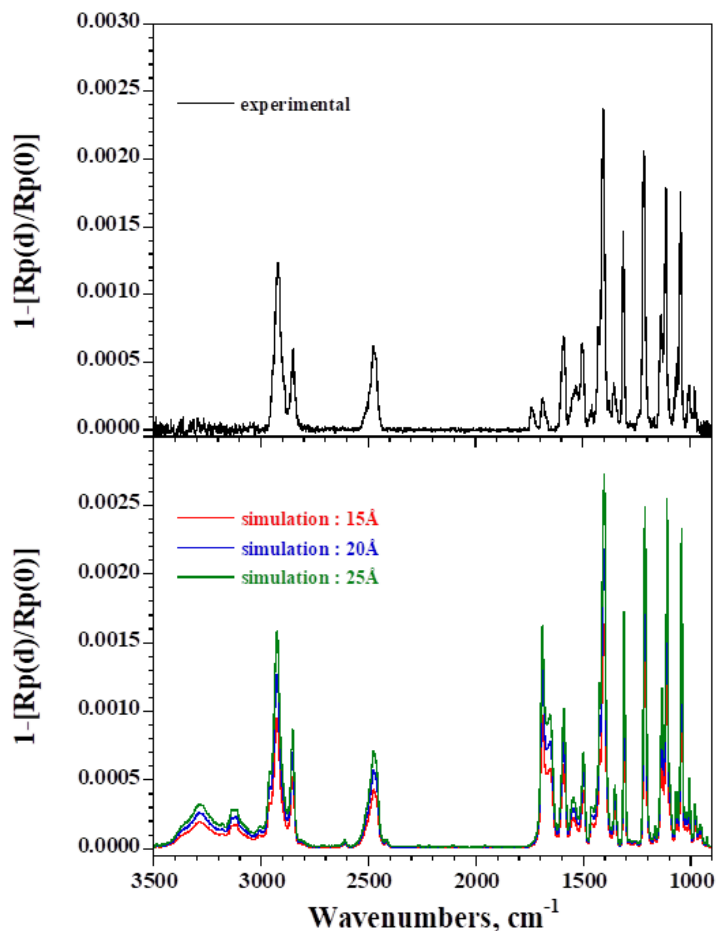 0.0030
0.0025
0.0020
0.0015
0.0010
0.0005
0.0000
1-[Rp(d)/Rp(0)]
experimental
0.0025
0.0020
0.0015
0.0010
0.0005
0.0000
1-[Rp(d)/Rp(0)]
simulation : 15Å
simulation : 20Å
simulation : 25Å
3500 3000 2500 2000 1500 1000
Wavenumbers, cm⁻¹